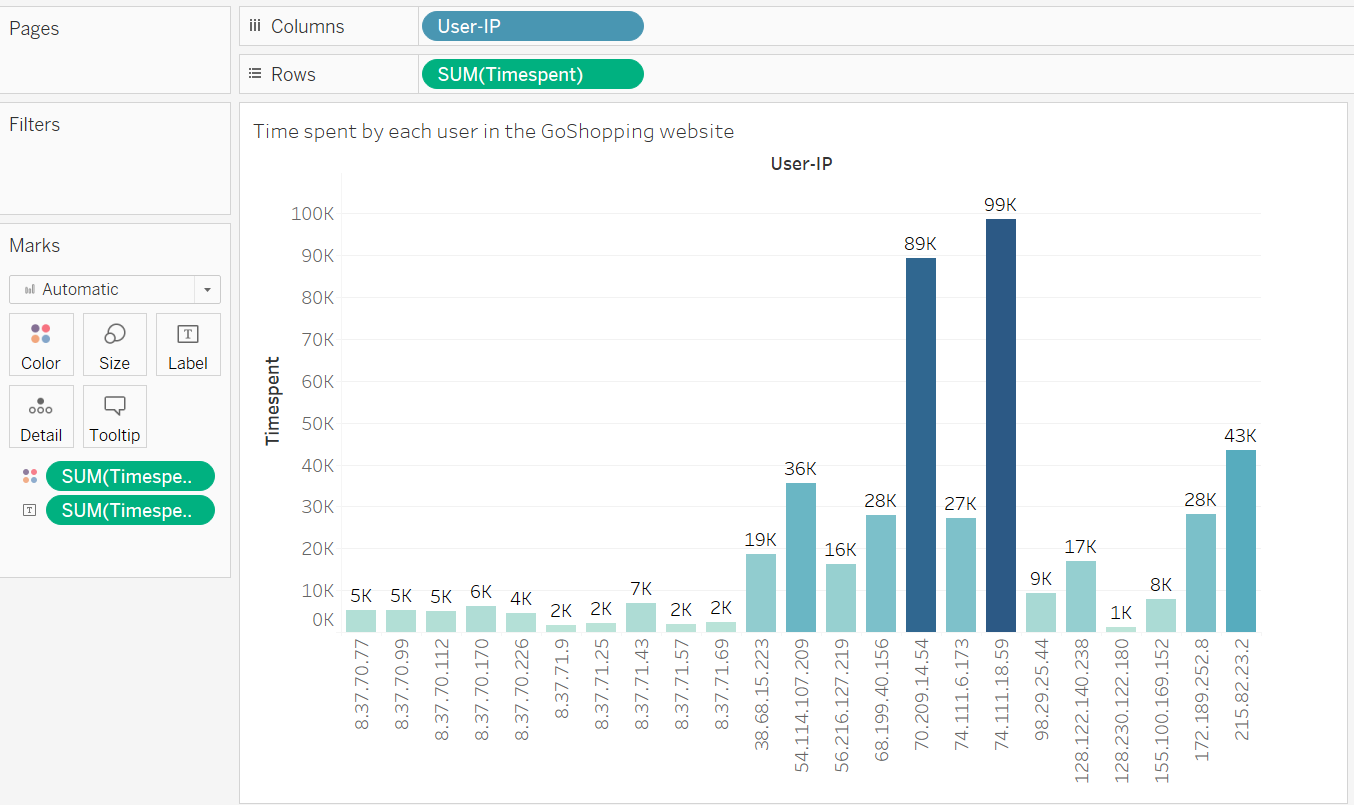 Pages
Filters
Marks
Automatic
Color
Size
Label
Detail
Tooltip
SUM(Timespe..
SUM(Timespe..
Columns
User-IP
Rows
SUM(Timespent)
Time spent by each user in the GoShopping website
User-IP
Timespent
100K
90K
80K
70K
60K
50K
40K
30K
20K
10K
0K
5K
5K
5K
6K
4K
2K
2K
7K
2K
2K
19K
36K
16K
28K
89K
27K
99K
9K
17K
1K
8K
28K
43K
8.37.70.77
8.37.70.99
8.37.70.112
8.37.70.170
8.37.70.226
8.37.71.9
8.37.71.25
8.37.71.43
8.37.71.57
8.37.71.69
38.68.15.223
54.114.107.209
56.216.127.219
68.199.40.156
70.209.14.54
74.111.6.173
74.111.18.59
98.29.25.44
128.122.140.238
128.230.122.180
155.100.169.152
172.189.252.8
215.82.23.2